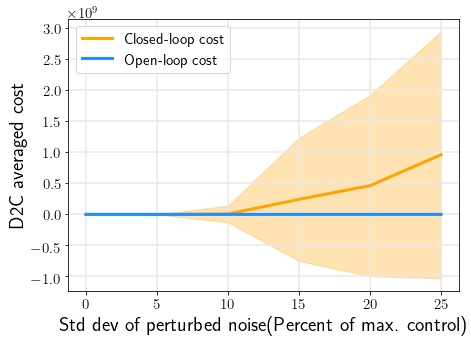 ×10⁹
Closed-loop cost
Open-loop cost
3.0
2.5
2.0
1.5
1.0
0.5
0.0
−0.5
−1.0
D2C averaged cost
0 5 10 15 20 25
Std dev of perturbed noise(Percent of max. control)